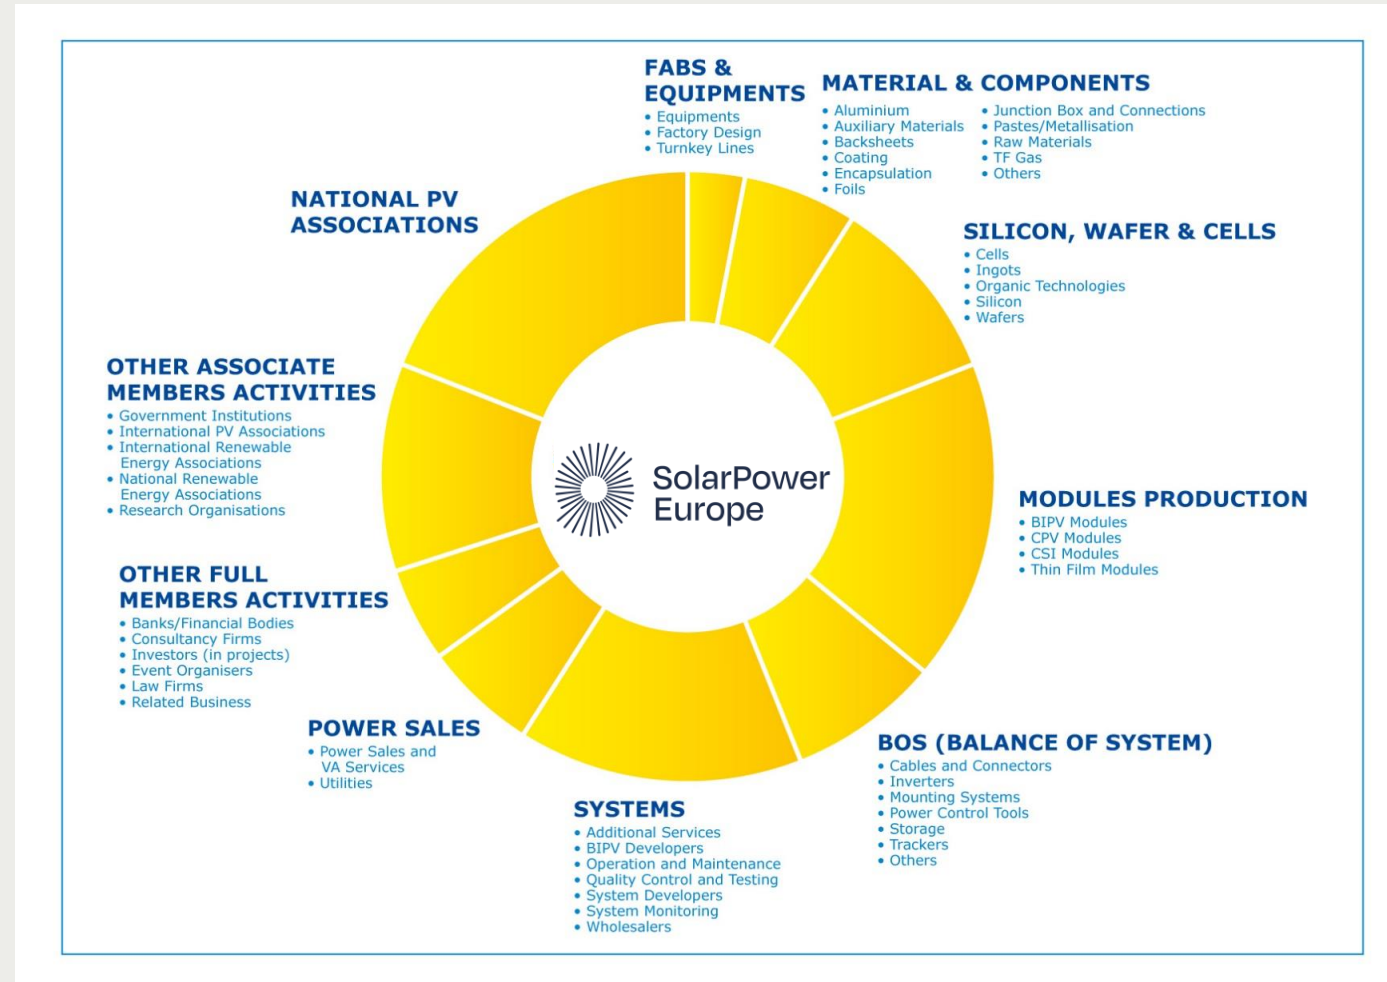 FABS &
EQUIPMENTS
• Equipments
• Factory Design
• Turnkey Lines
MATERIAL & COMPONENTS
• Aluminium
• Auxiliary Materials
• Backsheets
• Coating
• Encapsulation
• Foils
• Junction Box and Connections
• Pastes/Metallisation
• Raw Materials
• TF Gas
• Others
SILICON, WAFER & CELLS
• Cells
• Ingots
• Organic Technologies
• Silicon
• Wafers
MODULES PRODUCTION
• BIPV Modules
• CPV Modules
• CSI Modules
• Thin Film Modules
BOS (BALANCE OF SYSTEM)
• Cables and Connectors
• Inverters
• Mounting Systems
• Power Control Tools
• Storage
• Trackers
• Others
SYSTEMS
• Additional Services
• BIPV Developers
• Operation and Maintenance
• Quality Control and Testing
• System Developers
• System Monitoring
• Wholesalers
POWER SALES
• Power Sales and
VA Services
• Utilities
OTHER FULL
MEMBERS ACTIVITIES
• Banks/Financial Bodies
• Consultancy Firms
• Investors (in projects)
• Event Organisers
• Law Firms
• Related Business
OTHER ASSOCIATE
MEMBERS ACTIVITIES
• Government Institutions
• International PV Associations
• International Renewable
Energy Associations
• National Renewable
Energy Associations
• Research Organisations
NATIONAL PV
ASSOCIATIONS
SolarPower
Europe